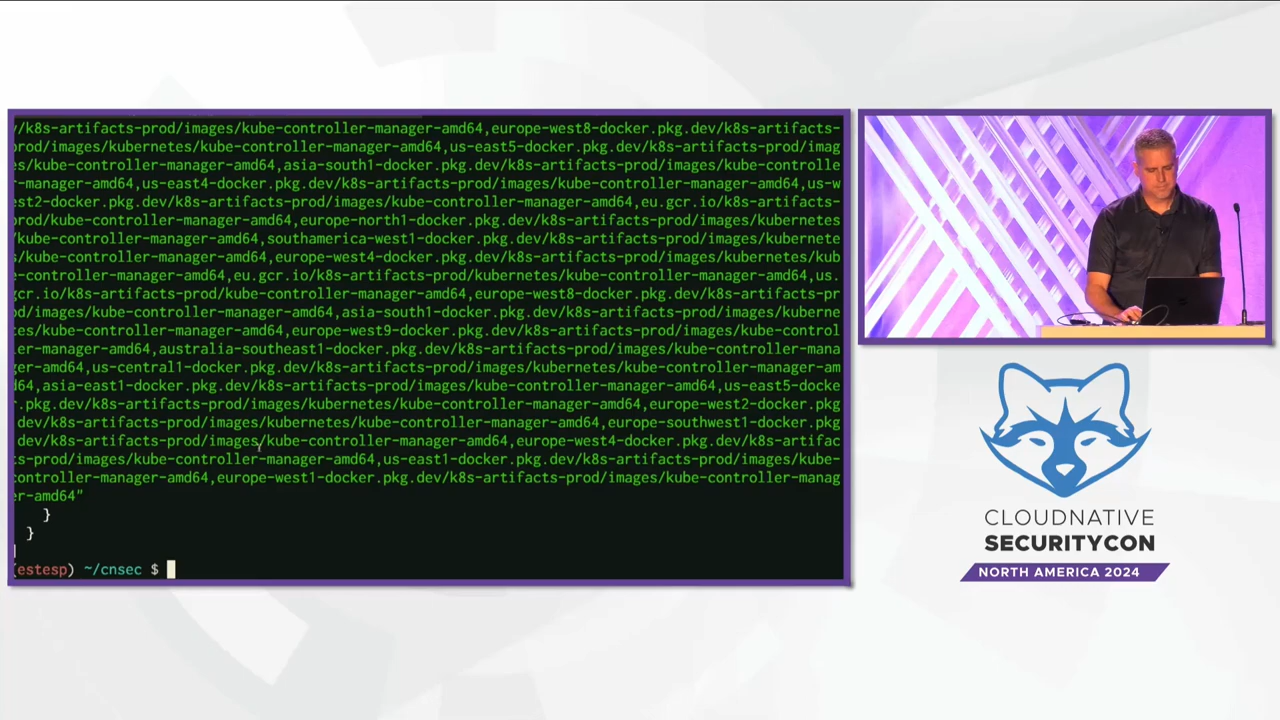 /k8s-artifacts-prod/images/kube-controller-manager-amd64,europe-west8-docker.pkg.dev/k8s-artifacts-
prod/images/kubernetes/kube-controller-manager-amd64,us-east5-docker.pkg.dev/k8s-artifacts-prod/imag
es/kube-controller-manager-amd64,asia-south1-docker.pkg.dev/k8s-artifacts-prod/images/kube-controlle
r-manager-amd64,us-east4-docker.pkg.dev/k8s-artifacts-prod/images/kube-controller-manager-amd64,us-w
est2-docker.pkg.dev/k8s-artifacts-prod/images/kube-controller-manager-amd64,eu.gcr.io/k8s-artifacts-
prod/kube-controller-manager-amd64,europe-north1-docker.pkg.dev/k8s-artifacts-prod/images/kubernetes
/kube-controller-manager-amd64,southamerica-west1-docker.pkg.dev/k8s-artifacts-prod/images/kubernete
s/kube-controller-manager-amd64,europe-west4-docker.pkg.dev/k8s-artifacts-prod/images/kubernetes/kub
e-controller-manager-amd64,eu.gcr.io/k8s-artifacts-prod/kubernetes/kube-controller-manager-amd64,us.
gcr.io/k8s-artifacts-prod/kube-controller-manager-amd64,europe-west8-docker.pkg.dev/k8s-artifacts-pr
od/images/kube-controller-manager-amd64,asia-south1-docker.pkg.dev/k8s-artifacts-prod/images/kuberne
tes/kube-controller-manager-amd64,europe-west9-docker.pkg.dev/k8s-artifacts-prod/images/kube-control
ler-manager-amd64,australia-southeast1-docker.pkg.dev/k8s-artifacts-prod/images/kube-controller-mana
ger-amd64,us-central1-docker.pkg.dev/k8s-artifacts-prod/images/kubernetes/kube-controller-manager-am
d64,asia-east1-docker.pkg.dev/k8s-artifacts-prod/images/kube-controller-manager-amd64,us-east5-docke
r.pkg.dev/k8s-artifacts-prod/images/kubernetes/kube-controller-manager-amd64,europe-west2-docker.pkg
.dev/k8s-artifacts-prod/images/kubernetes/kube-controller-manager-amd64,europe-southwest1-docker.pkg
.dev/k8s-artifacts-prod/images/kube-controller-manager-amd64,europe-west4-docker.pkg.dev/k8s-artifac
ts-prod/images/kube-controller-manager-amd64,us-east1-docker.pkg.dev/k8s-artifacts-prod/images/kube-
controller-manager-amd64,europe-west1-docker.pkg.dev/k8s-artifacts-prod/images/kube-controller-manag
er-amd64"
}
}
(estesp) ~/cnsec $
CLOUDNATIVE
SECURITYCON
NORTH AMERICA 2024